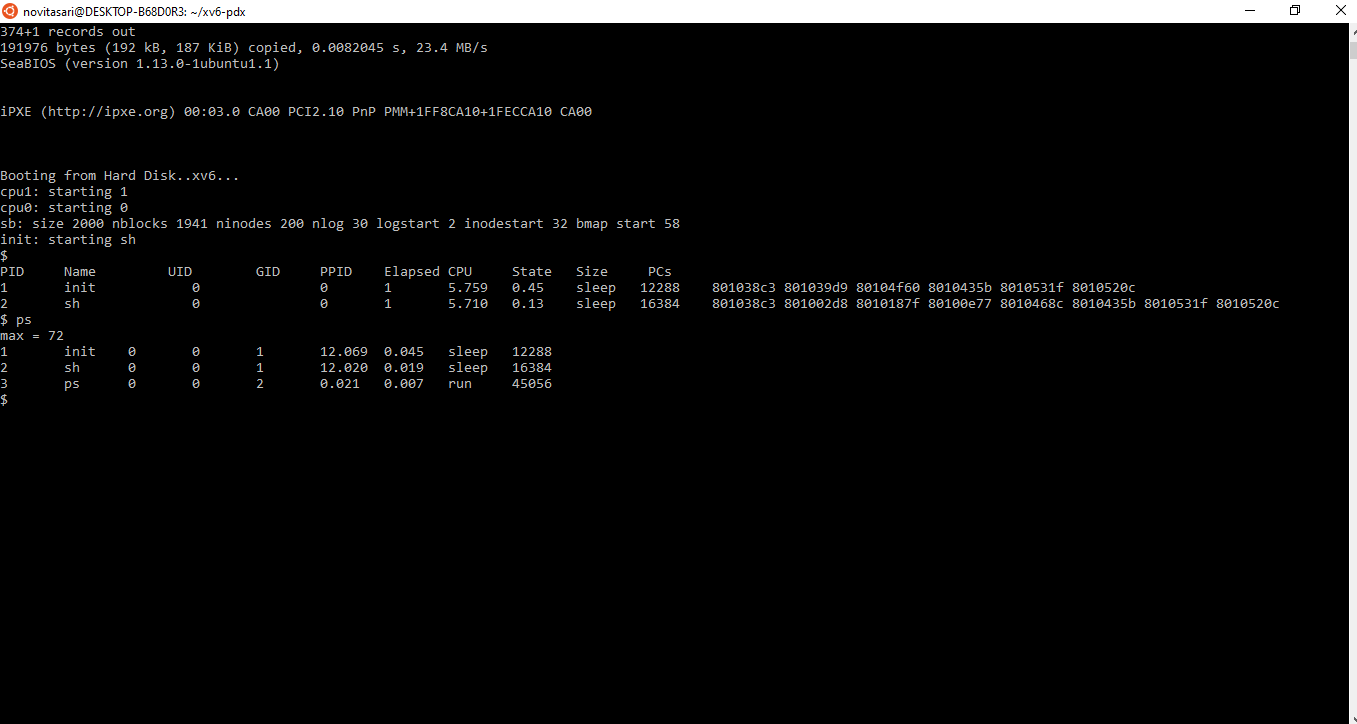 novitasari@DESKTOP-B68D0R3: ~/xv6-pdx
374+1 records out
191976 bytes (192 kB, 187 KiB) copied, 0.0082045 s, 23.4 MB/s
SeaBIOS (version 1.13.0-1ubuntu1.1)
iPXE (http://ipxe.org) 00:03.0 CA00 PCI2.10 PnP PMM+1FF8CA10+1FECCA10 CA00
Booting from Hard Disk..xv6...
cpu1: starting 1
cpu0: starting 0
sb: size 2000 nblocks 1941 ninodes 200 nlog 30 logstart 2 inodestart 32 bmap start 58
init: starting sh
$
PID     Name         UID        GID     PPID    Elapsed CPU     State   Size     PCs
1       init            0               0       1       5.759   0.45    sleep   12288    801038c3 801039d9 80104f60 8010435b 8010531f 8010520c
2       sh              0               0       1       5.710   0.13    sleep   16384    801038c3 801002d8 8010187f 80100e77 8010468c 8010435b 8010531f 8010520c
$ ps
max = 72
1       init    0       0       1       12.069  0.045   sleep   12288
2       sh      0       0       1       12.020  0.019   sleep   16384
3       ps      0       0       2       0.021   0.007   run     45056
$